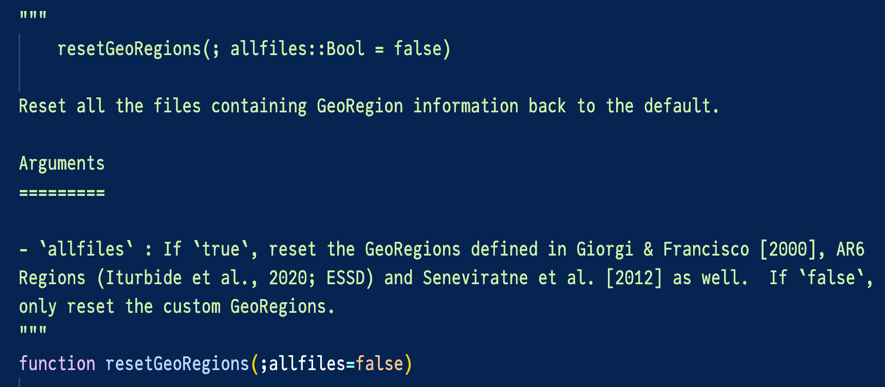 """
    resetGeoRegions(; allfiles::Bool = false)
Reset all the files containing GeoRegion information back to the default.
Arguments
=========
- `allfiles` : If `true`, reset the GeoRegions defined in Giorgi & Francisco [2000], AR6
Regions (Iturbide et al., 2020; ESSD) and Seneviratne et al. [2012] as well.  If `false`,
only reset the custom GeoRegions.
"""
function resetGeoRegions(;allfiles=false)